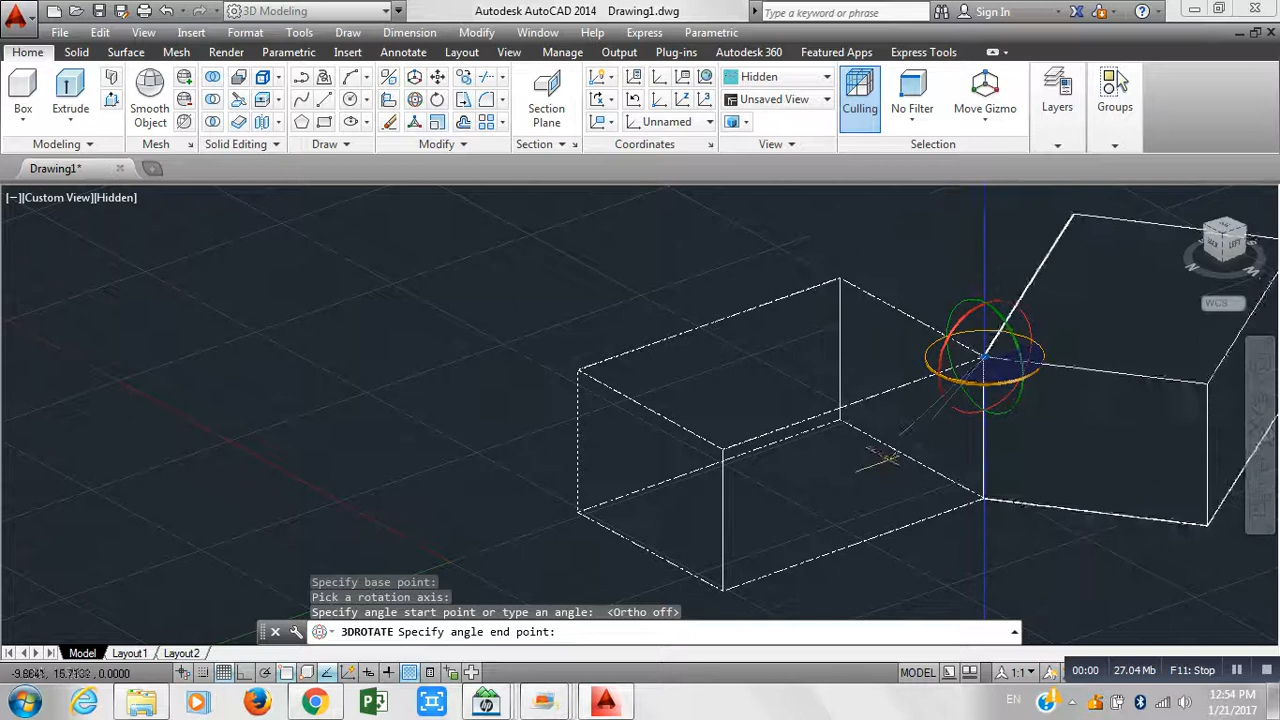 3D Modeling
Autodesk AutoCAD 2014 Drawing1.dwg
Type a keyword or phrase
Sign In
File Edit View Insert Format Tools Draw Dimension Modify Window Help Express Parametric
Home Solid Surface Mesh Render Parametric Insert Annotate Layout View Manage Output Plug-ins Autodesk 360 Featured Apps Express Tools
Hidden
Unsaved View
Unnamed
Box Extrude Smooth Object Section Plane Culling No Filter Move Gizmo Layers Groups
Modeling Mesh Solid Editing Draw Modify Section Coordinates View Selection
Drawing1*
[−][Custom View][Hidden]
LEFT
N
WCS
Specify base point:
Pick a rotation axis:
Specify angle start point or type an angle: <Ortho off>
3DROTATE Specify angle end point:
Model Layout1 Layout2
MODEL 1:1
00:00 27.04 Mb F11: Stop
EN
12:54 PM
1/21/2017